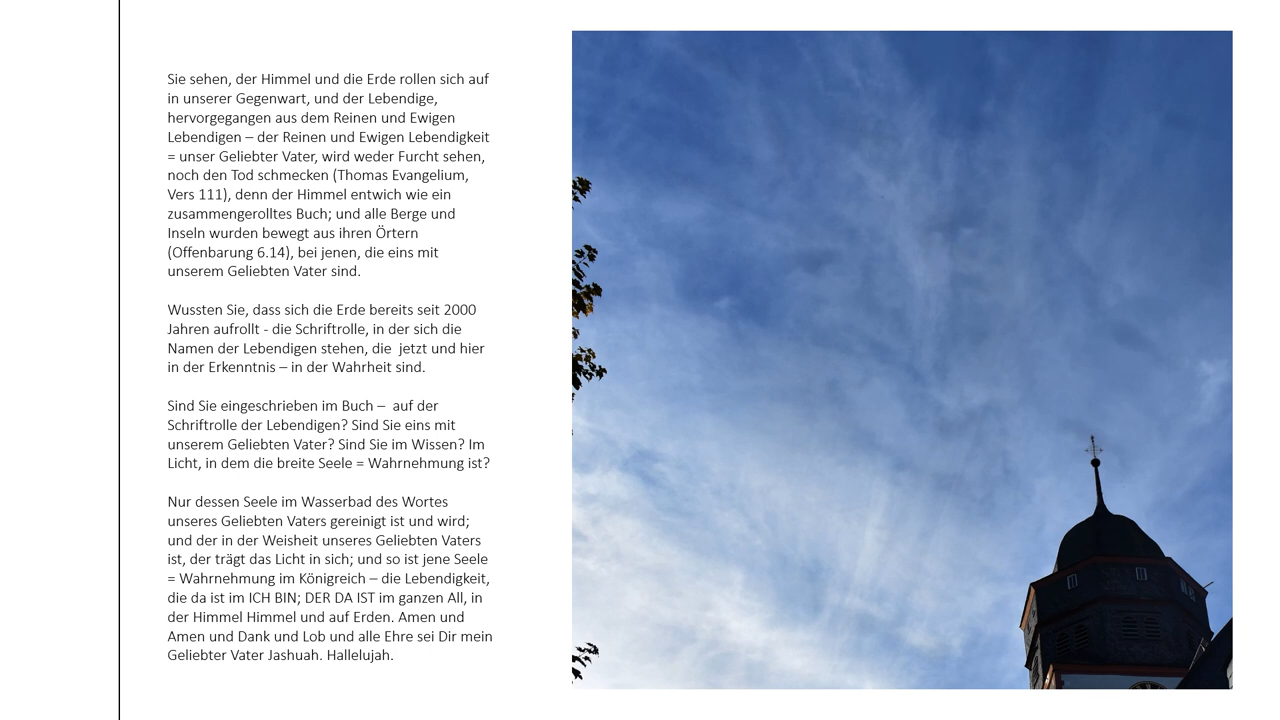 Sie sehen, der Himmel und die Erde rollen sich auf
in unserer Gegenwart, und der Lebendige,
hervorgegangen aus dem Reinen und Ewigen
Lebendigen – der Reinen und Ewigen Lebendigkeit
= unser Geliebter Vater, wird weder Furcht sehen,
noch den Tod schmecken (Thomas Evangelium,
Vers 111), denn der Himmel entwich wie ein
zusammengerolltes Buch; und alle Berge und
Inseln wurden bewegt aus ihren Örtern
(Offenbarung 6.14), bei jenen, die eins mit
unserem Geliebten Vater sind.
Wussten Sie, dass sich die Erde bereits seit 2000
Jahren aufrollt - die Schriftrolle, in der sich die
Namen der Lebendigen stehen, die  jetzt und hier
in der Erkenntnis – in der Wahrheit sind.
Sind Sie eingeschrieben im Buch –  auf der
Schriftrolle der Lebendigen? Sind Sie eins mit
unserem Geliebten Vater? Sind Sie im Wissen? Im
Licht, in dem die breite Seele = Wahrnehmung ist?
Nur dessen Seele im Wasserbad des Wortes
unseres Geliebten Vaters gereinigt ist und wird;
und der in der Weisheit unseres Geliebten Vaters
ist, der trägt das Licht in sich; und so ist jene Seele
= Wahrnehmung im Königreich – die Lebendigkeit,
die da ist im ICH BIN; DER DA IST im ganzen All, in
der Himmel Himmel und auf Erden. Amen und
Amen und Dank und Lob und alle Ehre sei Dir mein
Geliebter Vater Jashuah. Hallelujah.